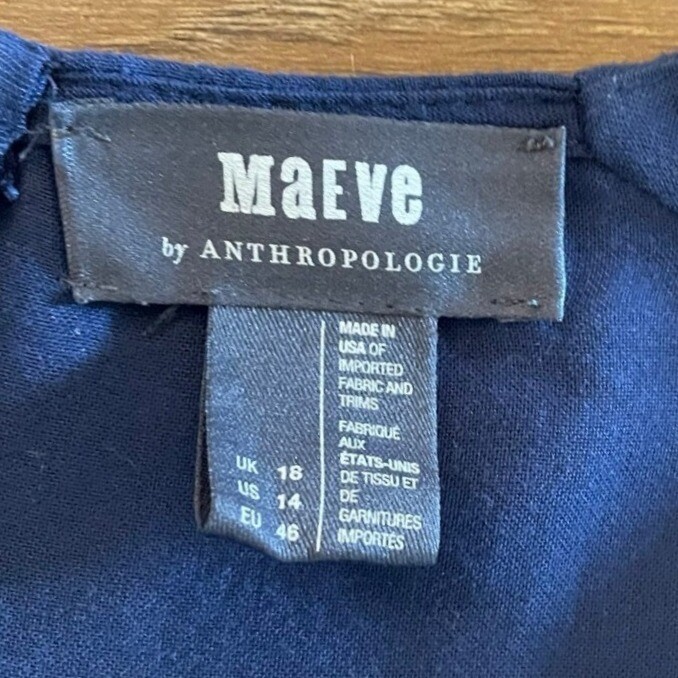 MaEve
by ANTHROPOLOGIE
MADE IN
USA OF
IMPORTED
FABRIC AND
TRIMS
FABRIQUÉ
AUX
ÉTATS-UNIS
DE TISSU ET
DE
GARNITURES
IMPORTÉS
UK 18
US 14
EU 46